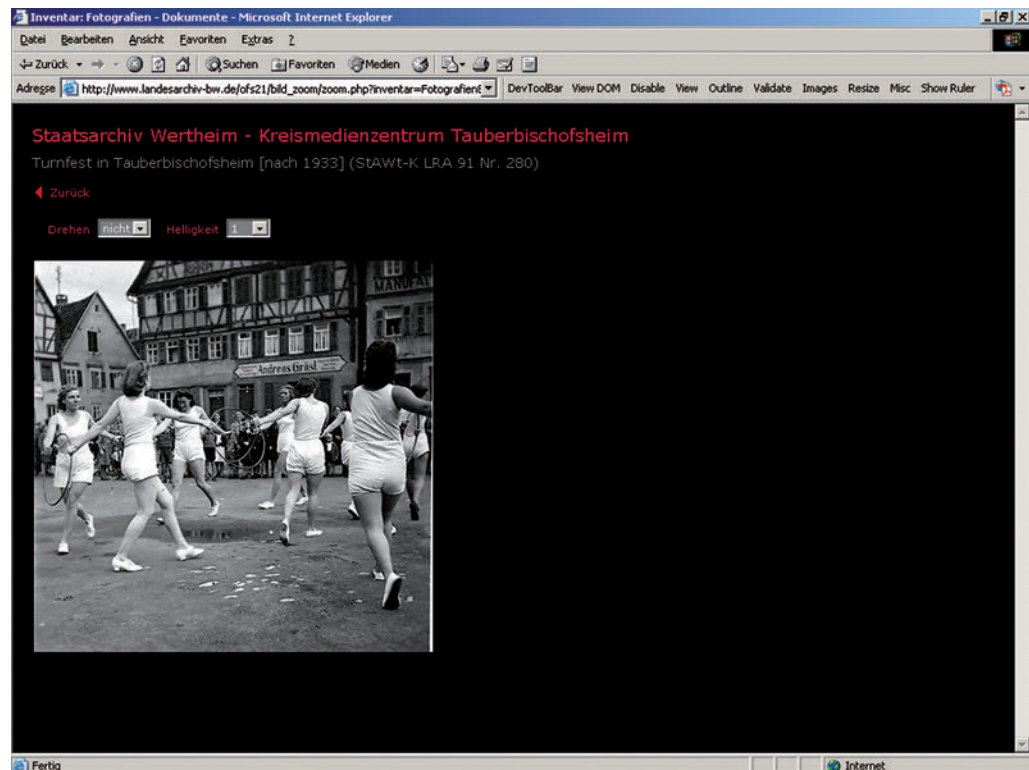 Inventar: Fotografien - Dokumente - Microsoft Internet Explorer
Datei Bearbeiten Ansicht Favoriten Extras ?
Zurück Suchen Favoriten Medien
Adresse http://www.landesarchiv-bw.de/ofs21/bild_zoom/zoom.php?inventar=Fotografien& DevToolBar View DOM Disable View Outline Validate Images Resize Misc Show Ruler
Staatsarchiv Wertheim - Kreismedienzentrum Tauberbischofsheim
Turnfest in Tauberbischofsheim [nach 1933] (StAWt-K LRA 91 Nr. 280)
Zurück
Drehen nicht Helligkeit 1
MANUFAK
Andreas Gräsl
Fertig Internet